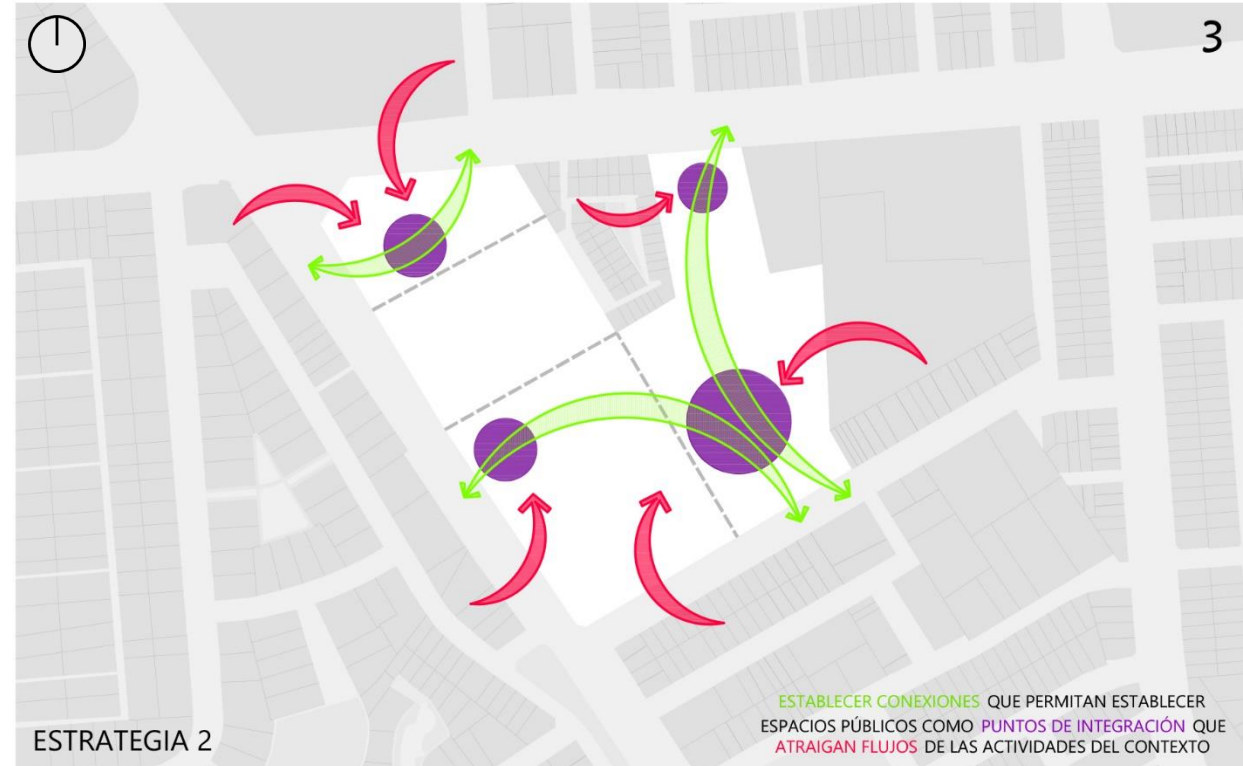 3
ESTRATEGIA 2
ESTABLECER CONEXIONES QUE PERMITAN ESTABLECER
ESPACIOS PÚBLICOS COMO PUNTOS DE INTEGRACIÓN QUE
ATRAIGAN FLUJOS DE LAS ACTIVIDADES DEL CONTEXTO